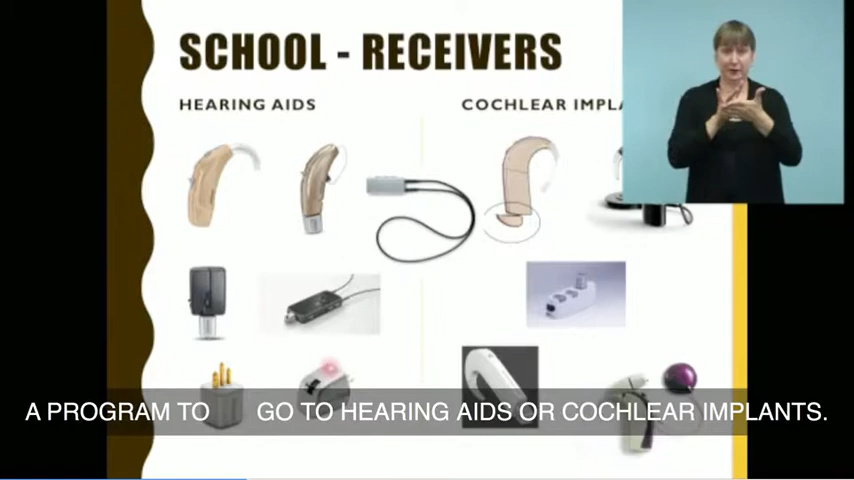 SCHOOL - RECEIVERS
HEARING AIDS
COCHLEAR IMPLA
A PROGRAM TO GO TO HEARING AIDS OR COCHLEAR IMPLANTS.